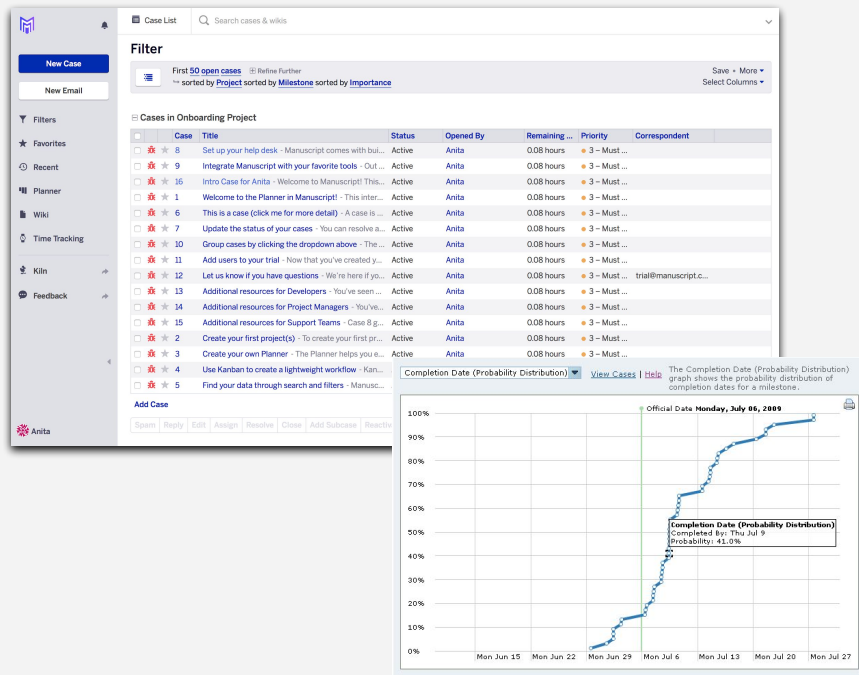 Case List
Search cases & wikis
Filter
New Case
New Email
Filters
Favorites
Recent
Planner
Wiki
Time Tracking
Kiln
Feedback
Anita
First 50 open cases Refine Further
sorted by Project sorted by Milestone sorted by Importance
Save • More
Select Columns
Cases in Onboarding Project
Case Title Status Opened By Remaining ... Priority Correspondent
8 Set up your help desk - Manuscript comes with bui... Active Anita 0.08 hours 3 – Must ...
9 Integrate Manuscript with your favorite tools - Out ... Active Anita 0.08 hours 3 – Must ...
16 Intro Case for Anita - Welcome to Manuscript! This... Active Anita 0.08 hours 3 – Must ...
1 Welcome to the Planner in Manuscript! - This inter... Active Anita 0.08 hours 3 – Must ...
6 This is a case (click me for more detail) - A case is ... Active Anita 0.08 hours 3 – Must ...
7 Update the status of your cases - You can resolve a... Active Anita 0.08 hours 3 – Must ...
10 Group cases by clicking the dropdown above - The ... Active Anita 0.08 hours 3 – Must ...
11 Add users to your trial - Now that you've created y... Active Anita 0.08 hours 3 – Must ...
12 Let us know if you have questions - We're here if yo... Active Anita 0.08 hours 3 – Must ... trial@manuscript.c...
13 Additional resources for Developers - You've seen ... Active Anita 0.08 hours 3 – Must ...
14 Additional resources for Project Managers - You've... Active Anita 0.08 hours 3 – Must ...
15 Additional resources for Support Teams - Case 8 g... Active Anita 0.08 hours 3 – Must ...
2 Create your first project(s) - To create your first pr... Active Anita 0.08 hours 3 – Must ...
3 Create your own Planner - The Planner helps you e... Active Anita 0.08 hours 3 – Must ...
4 Use Kanban to create a lightweight workflow - Kan...
5 Find your data through search and filters - Manusc...
Add Case
Spam Reply Edit Assign Resolve Close Add Subcase Reactiv
Completion Date (Probability Distribution) View Cases | Help
The Completion Date (Probability Distribution)
graph shows the probability distribution of
completion dates for a milestone.
Official Date Monday, July 06, 2009
100%
90%
80%
70%
60%
50%
40%
30%
20%
10%
0%
Completion Date (Probability Distribution)
Completed By: Thu Jul 9
Probability: 41.0%
Mon Jun 15 Mon Jun 22 Mon Jun 29 Mon Jul 6 Mon Jul 13 Mon Jul 20 Mon Jul 27